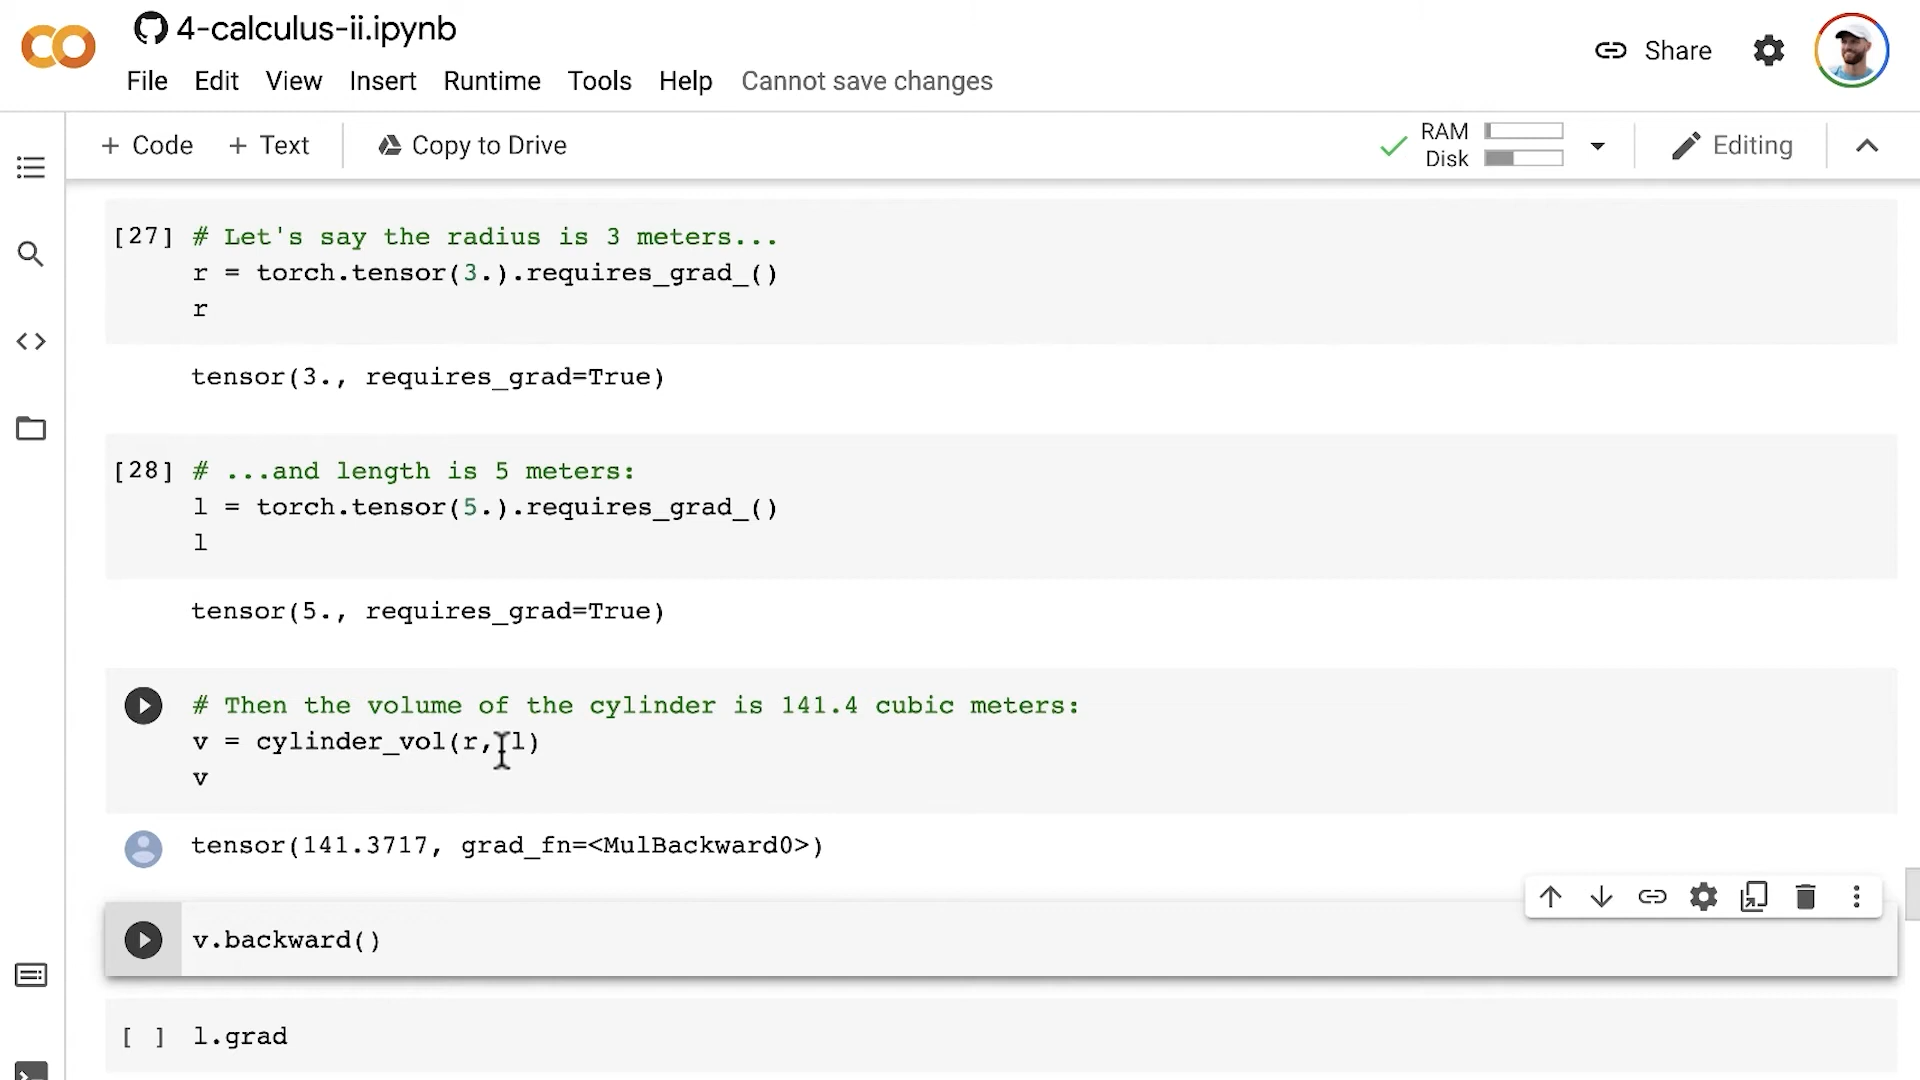 4-calculus-ii.ipynb
File Edit View Insert Runtime Tools Help Cannot save changes
Share
+ Code + Text Copy to Drive
RAM
Disk
Editing
[27] # Let's say the radius is 3 meters...
r = torch.tensor(3.).requires_grad_()
r
tensor(3., requires_grad=True)
[28] # ...and length is 5 meters:
l = torch.tensor(5.).requires_grad_()
l
tensor(5., requires_grad=True)
# Then the volume of the cylinder is 141.4 cubic meters:
v = cylinder_vol(r, l)
v
tensor(141.3717, grad_fn=<MulBackward0>)
v.backward()
[ ] l.grad